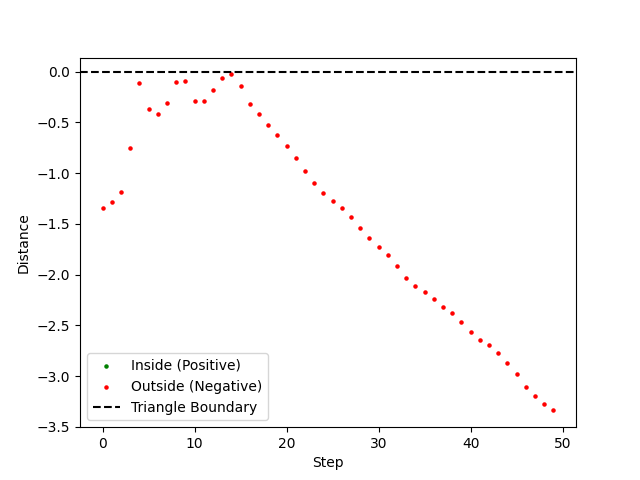 0.0
−0.5
−1.0
−1.5
−2.0
−2.5
−3.0
−3.5
Distance
Inside (Positive)
Outside (Negative)
Triangle Boundary
0 10 20 30 40 50
Step